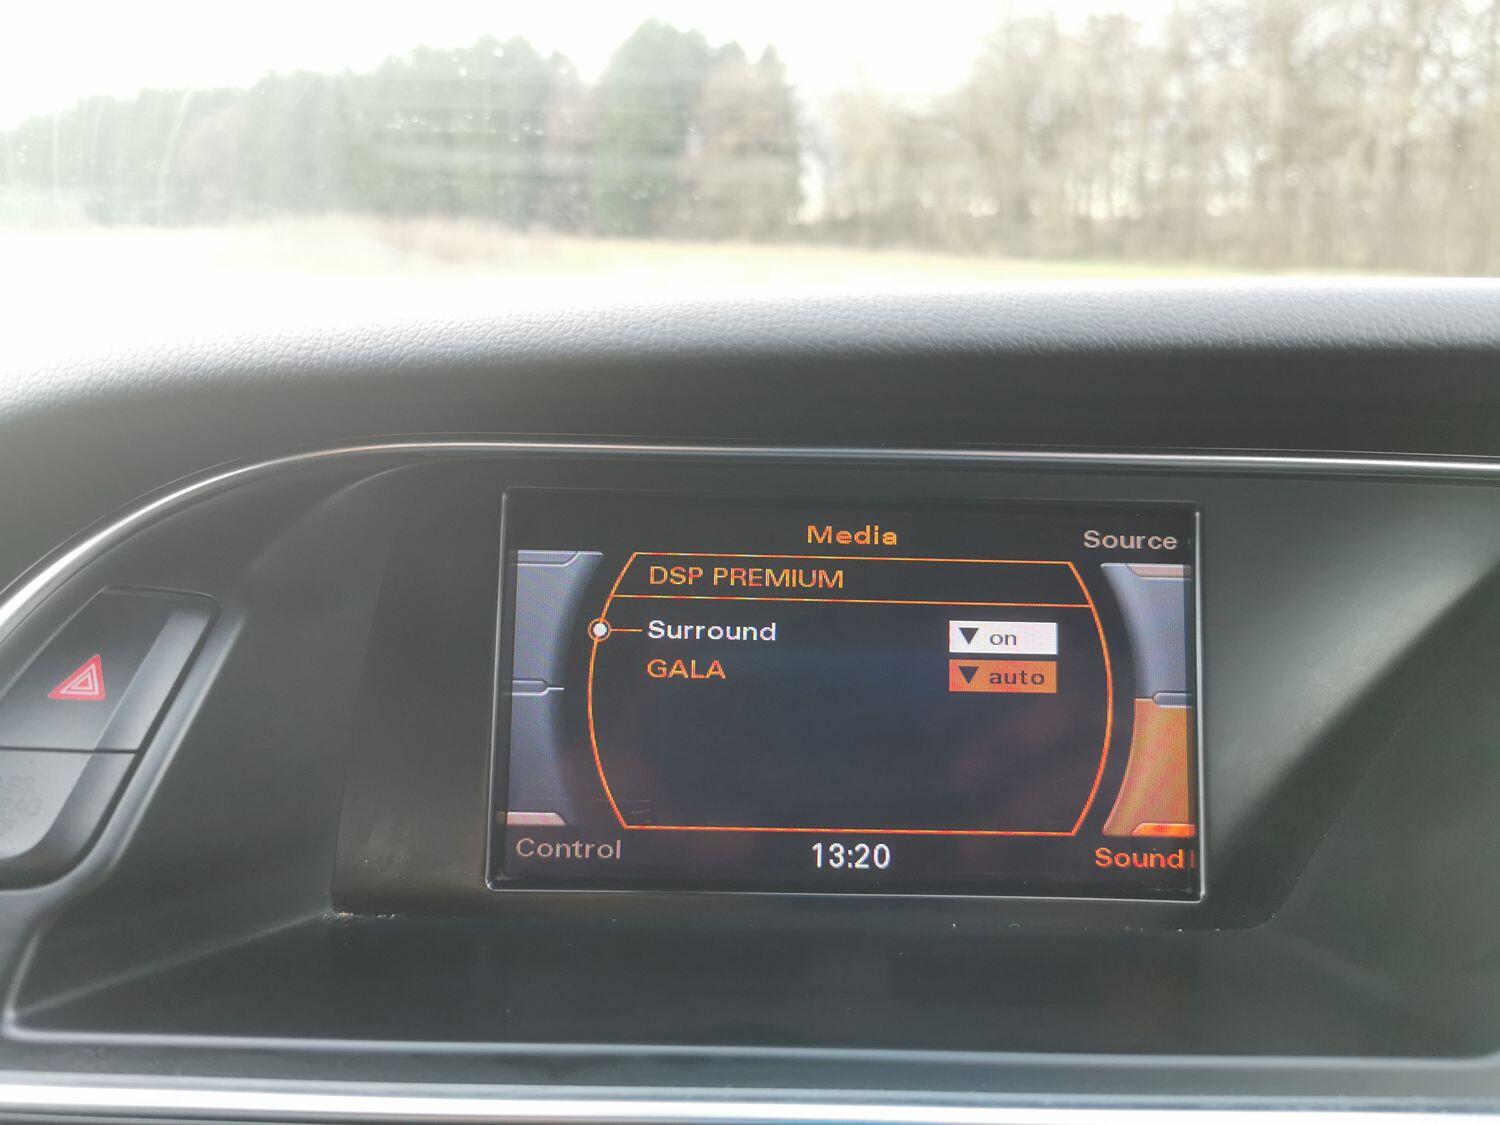 Media
Source
DSP PREMIUM
Surround
on
GALA
auto
Control
13:20
Sound